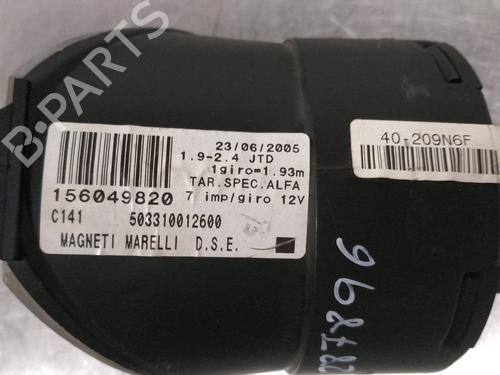 23/06/2005
1.9-2.4 JTD
1giro=1.93m
TAR.SPEC.ALFA
156049820 7 imp/giro 12V
C141 503310012600
MAGNETI MARELLI D.S.E.
40-209N6F
B-PARTS